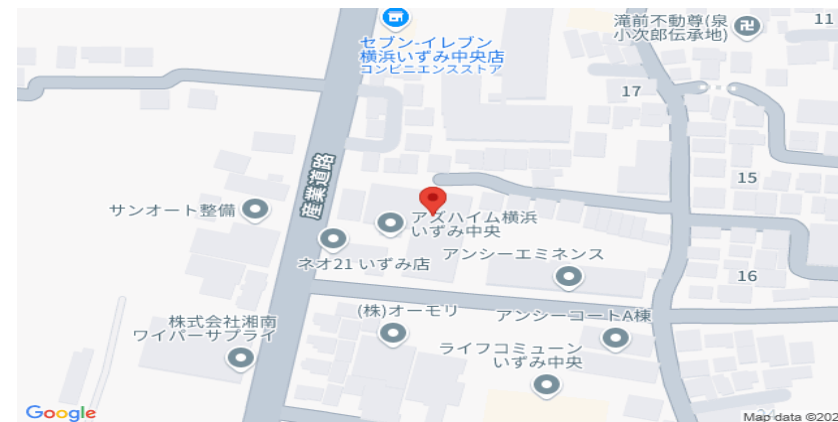 滝前不動尊(泉
小次郎伝承地)
11
セブン-イレブン
横浜いずみ中央店
コンビニエンスストア
17
産業道路
15
サンオート整備
アズハイム横浜
いずみ中央
ネオ21 いずみ店
アンシーエミネンス
16
(株)オーモリ
アンシーコートA棟
株式会社湘南
ワイパーサプライ
ライフコミューン
いずみ中央
Google
24
Map data ©202